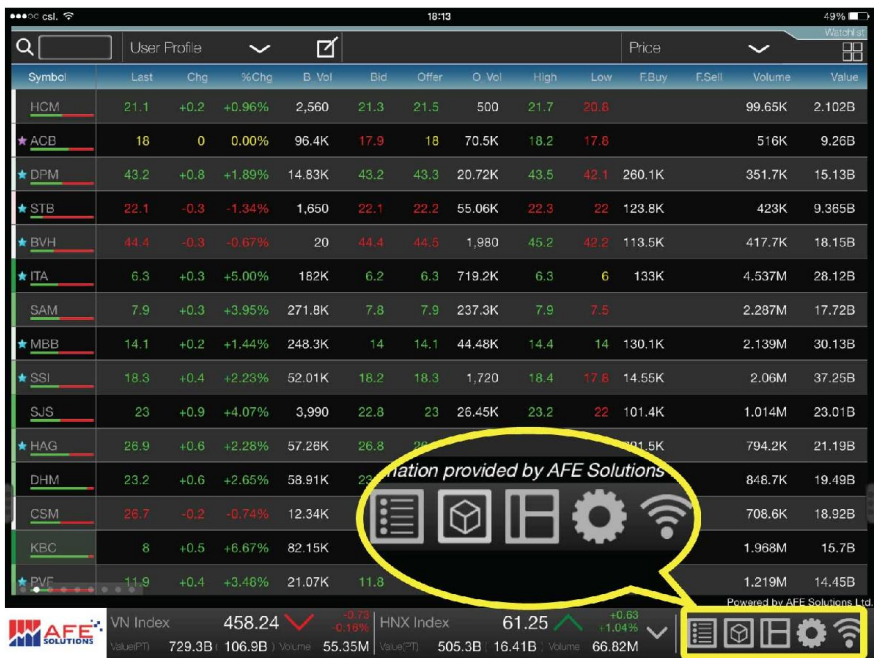 csl. 18:13 49%
Watchlist
User Profile Price
Symbol Last Chg %Chg B Vol Bid Offer O Vol High Low F.Buy F.Sell Volume Value
HCM 21.1 +0.2 +0.96% 2,560 21.3 21.5 500 21.7 20.8 99.65K 2.102B
ACB 18 0 0.00% 96.4K 17.9 18 70.5K 18.2 17.8 516K 9.26B
DPM 43.2 +0.8 +1.89% 14.83K 43.2 43.3 20.72K 43.5 42.1 260.1K 351.7K 15.13B
STB 22.1 -0.3 -1.34% 1,650 22.1 22.2 55.06K 22.3 22 123.8K 423K 9.365B
BVH 44.4 -0.3 -0.67% 20 44.4 44.5 1,980 45.2 42.2 113.5K 417.7K 18.15B
ITA 6.3 +0.3 +5.00% 182K 6.2 6.3 719.2K 6.3 6 133K 4.537M 28.12B
SAM 7.9 +0.3 +3.95% 271.8K 7.8 7.9 237.3K 7.9 7.5 2.287M 17.72B
MBB 14.1 +0.2 +1.44% 248.3K 14 14.1 44.48K 14.4 14 130.1K 2.139M 30.13B
SSI 18.3 +0.4 +2.23% 52.01K 18.2 18.3 1,720 18.4 17.8 14.55K 2.06M 37.25B
SJS 23 +0.9 +4.07% 3,990 22.8 23 26.45K 23.2 22 101.4K 1.014M 23.01B
HAG 26.9 +0.6 +2.28% 57.26K 26.8 794.2K 21.19B
DHM 23.2 +0.6 +2.65% 58.91K 848.7K 19.49B
provided by AFE Solutions
CSM 26.7 -0.2 -0.74% 12.34K 708.6K 18.92B
KBC 8 +0.5 +6.67% 82.15K 1.968M 15.7B
PVF 11.9 +0.4 +3.48% 21.07K 11.8 1.219M 14.45B
Powered by AFE Solutions Ltd.
AFE SOLUTIONS VN Index 458.24 -0.73 -0.16% HNX Index 61.25 +0.63 +1.04%
Value(PT) 729.3B ( 106.9B ) Volume 55.35M Value(PT) 505.3B ( 16.41B ) Volume 66.82M